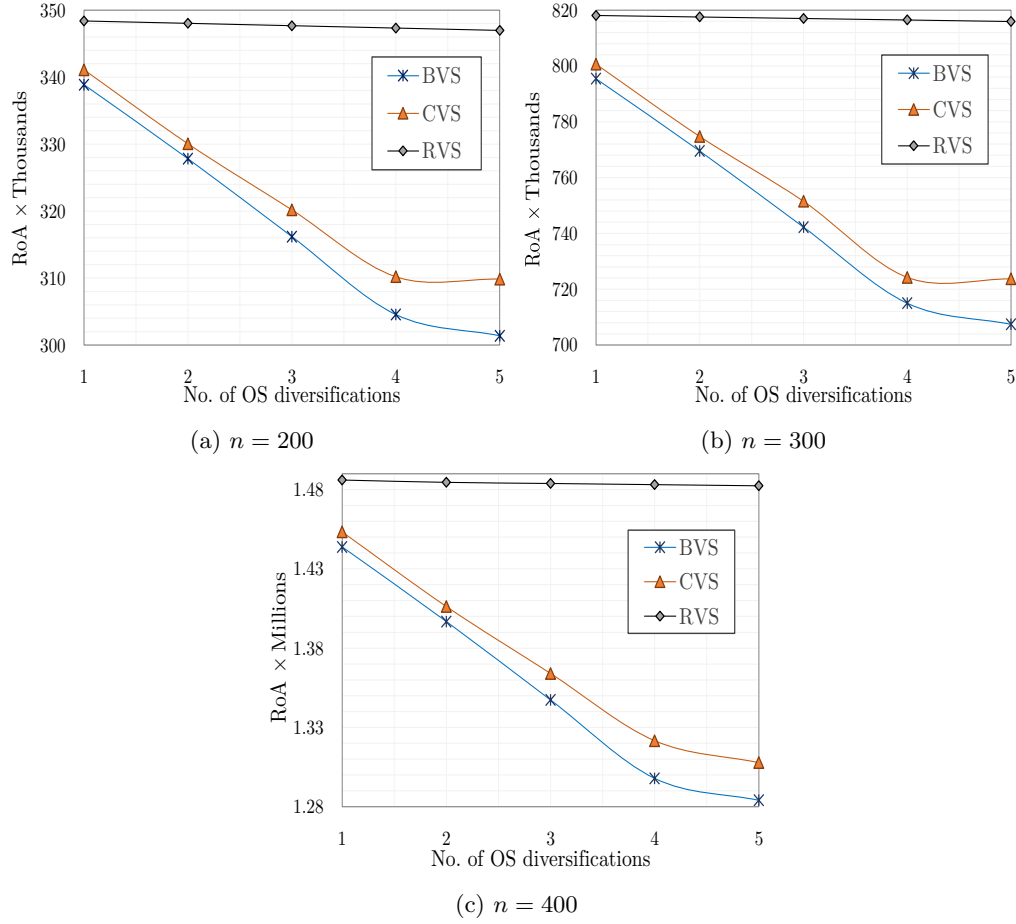 350
340
330
320
310
300
RoA × Thousands
BVS
CVS
RVS
1 2 3 4 5
No. of OS diversifications
(a) n = 200
820
800
780
760
740
720
700
RoA × Thousands
BVS
CVS
RVS
1 2 3 4 5
No. of OS diversifications
(b) n = 300
1.48
1.43
1.38
1.33
1.28
RoA × Millions
BVS
CVS
RVS
1 2 3 4 5
No. of OS diversifications
(c) n = 400